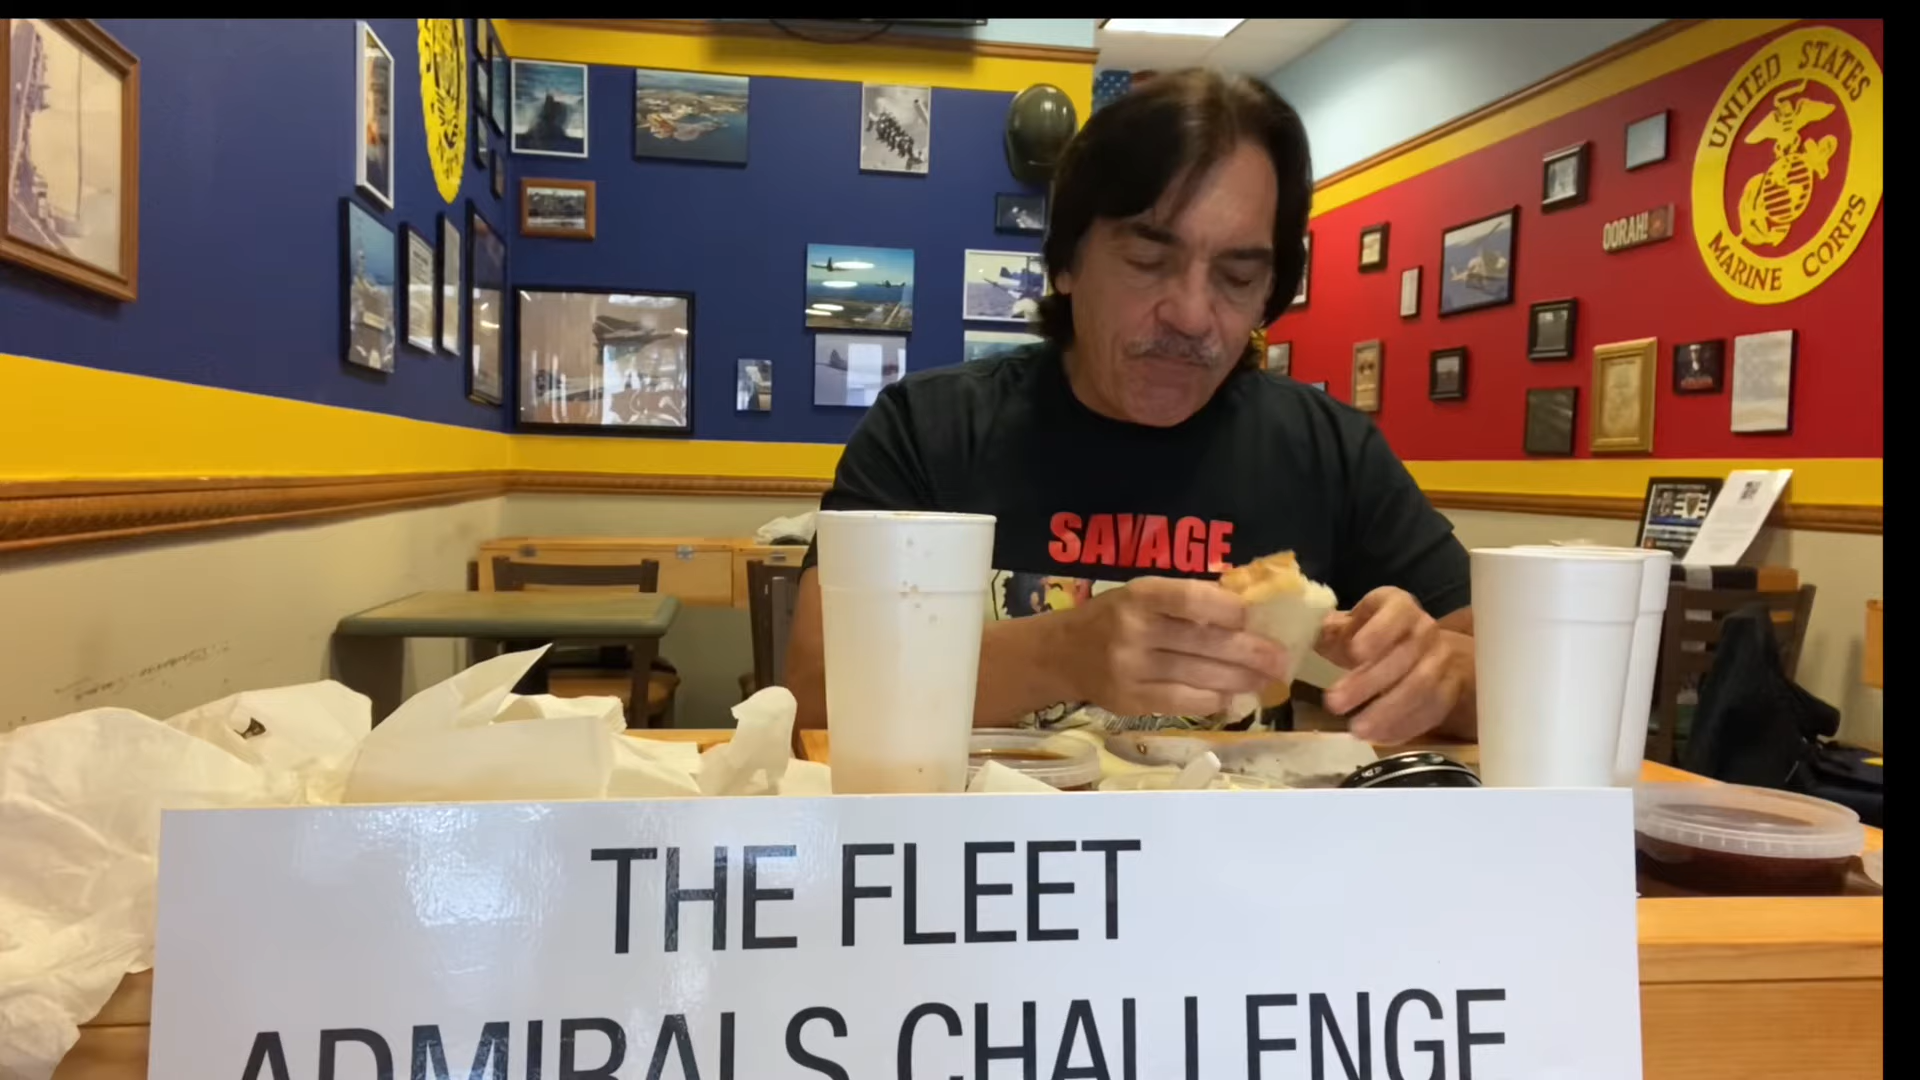 UNITED STATES
MARINE CORPS
OORAH!
SAVAGE
THE FLEET
ADMIRALS CHALLENGE